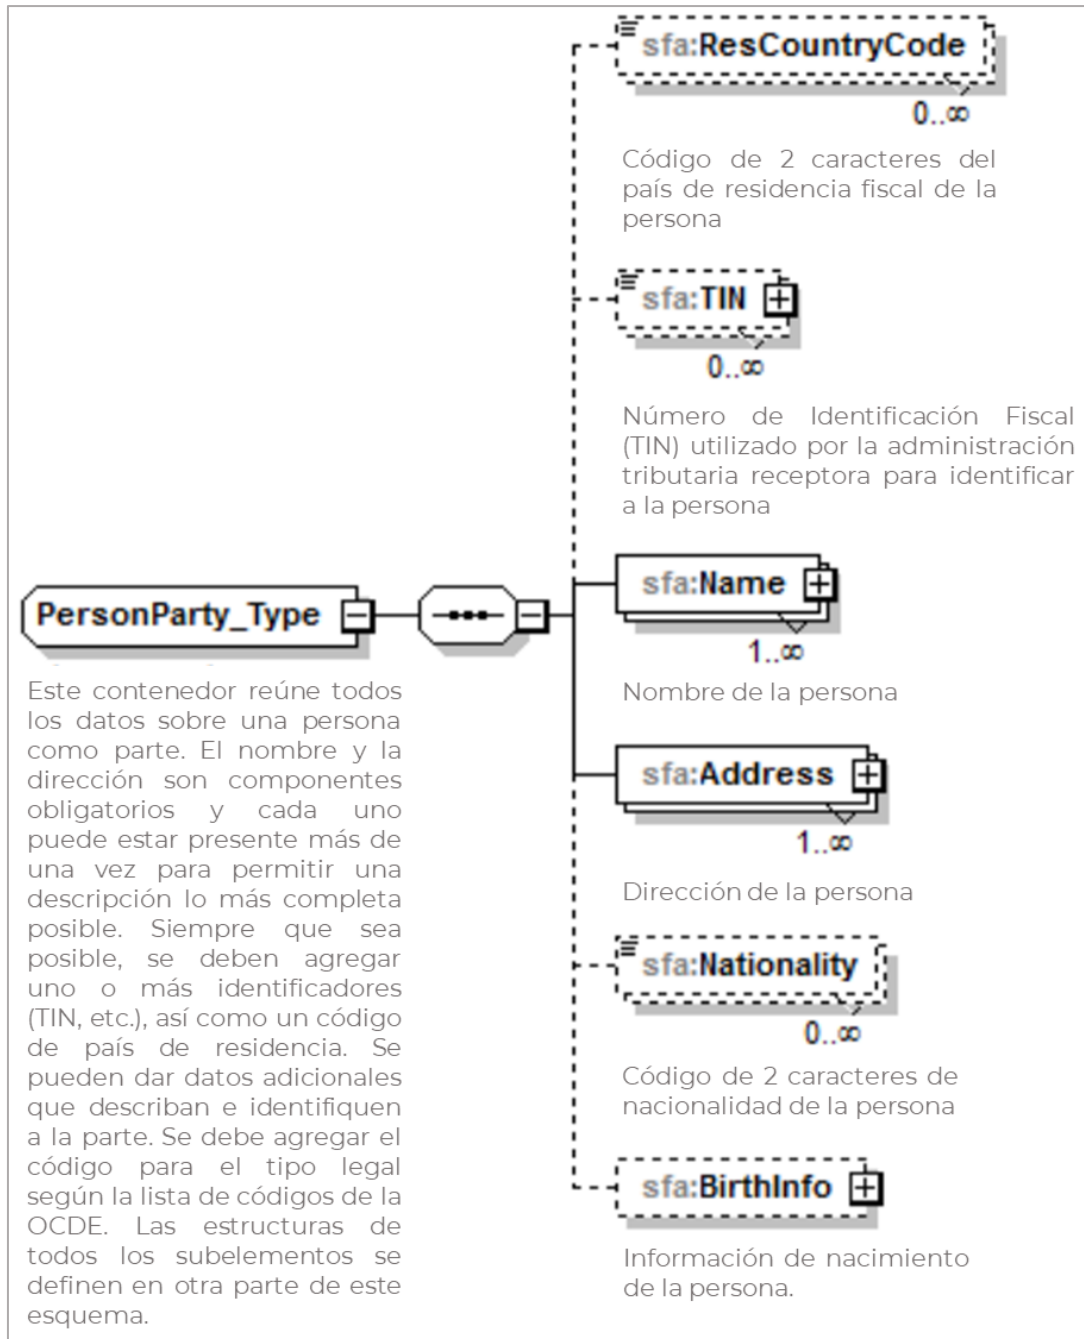 sfa:ResCountryCode
0..∞
Código de 2 caracteres del
país de residencia fiscal de la
persona
sfa:TIN
0..∞
Número de Identificación Fiscal
(TIN) utilizado por la administración
tributaria receptora para identificar
a la persona
sfa:Name
1..∞
Nombre de la persona
PersonParty_Type
Este contenedor reúne todos
los datos sobre una persona
como parte. El nombre y la
dirección son componentes
obligatorios y cada uno
puede estar presente más de
una vez para permitir una
descripción lo más completa
posible. Siempre que sea
posible, se deben agregar
uno o más identificadores
(TIN, etc.), así como un código
de país de residencia. Se
pueden dar datos adicionales
que describan e identifiquen
a la parte. Se debe agregar el
código para el tipo legal
según la lista de códigos de la
OCDE. Las estructuras de
todos los subelementos se
definen en otra parte de este
esquema.
sfa:Address
1..∞
Dirección de la persona
sfa:Nationality
0..∞
Código de 2 caracteres de
nacionalidad de la persona
sfa:BirthInfo
Información de nacimiento
de la persona.